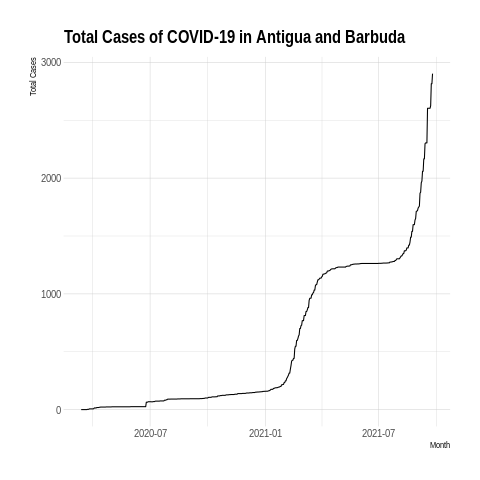 Total Cases of COVID-19 in Antigua and Barbuda
Total Cases
3000
2000
1000
0
2020-07 2021-01 2021-07
Month